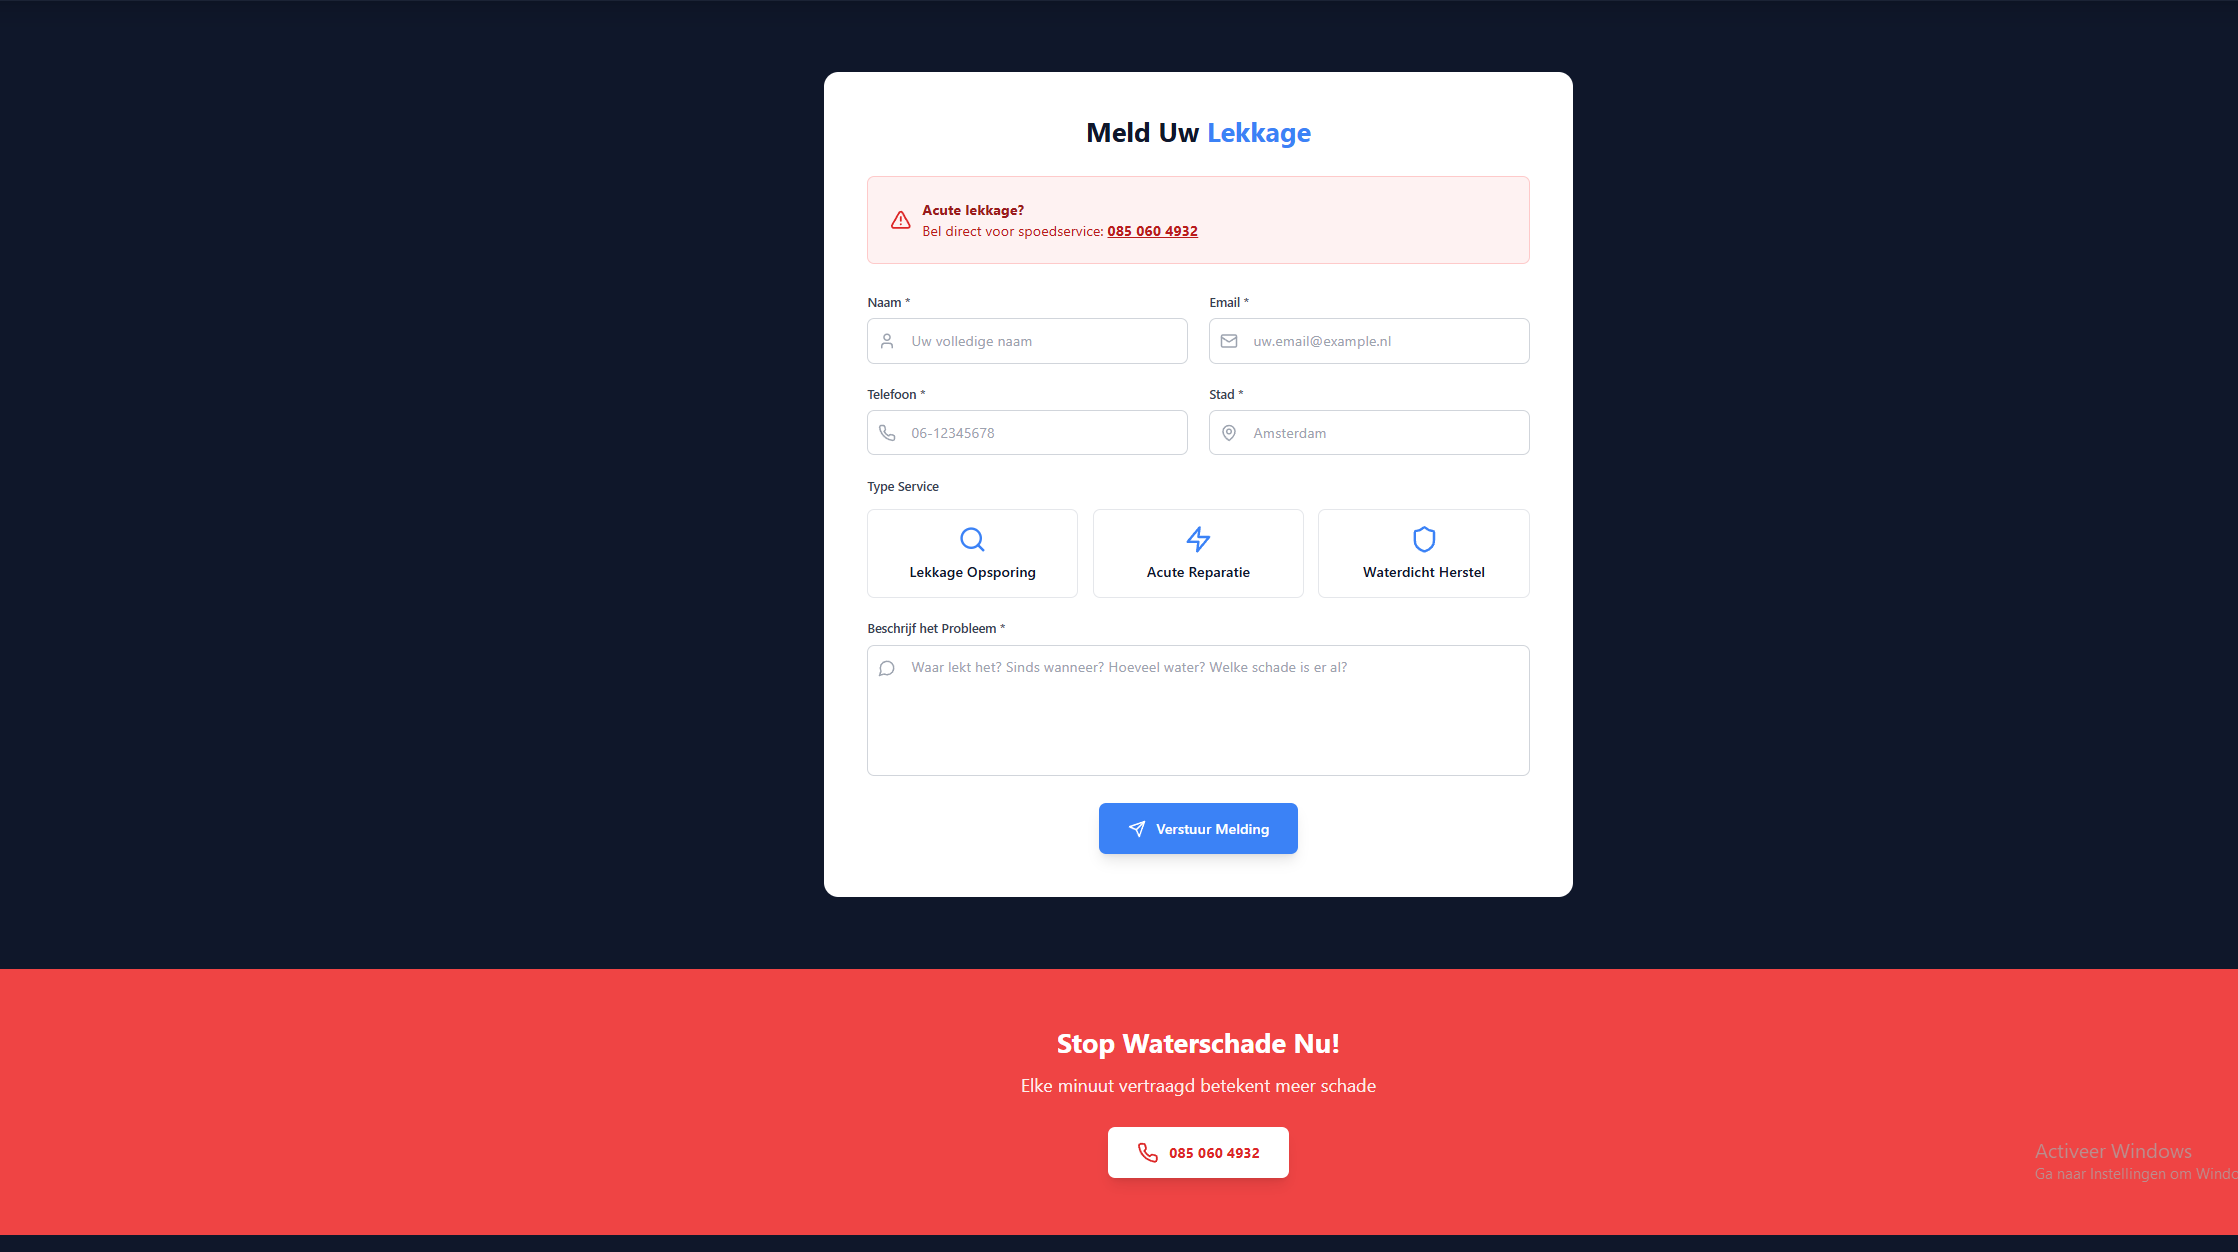 Meld Uw Lekkage
Acute lekkage?
Bel direct voor spoedservice: 085 060 4932
Naam *
Email *
Uw volledige naam
uw.email@example.nl
Telefoon *
Stad *
06-12345678
Amsterdam
Type Service
Lekkage Opsporing
Acute Reparatie
Waterdicht Herstel
Beschrijf het Probleem *
Waar lekt het? Sinds wanneer? Hoeveel water? Welke schade is er al?
Verstuur Melding
Stop Waterschade Nu!
Elke minuut vertraagd betekent meer schade
085 060 4932
Activeer Windows
Ga naar Instellingen om